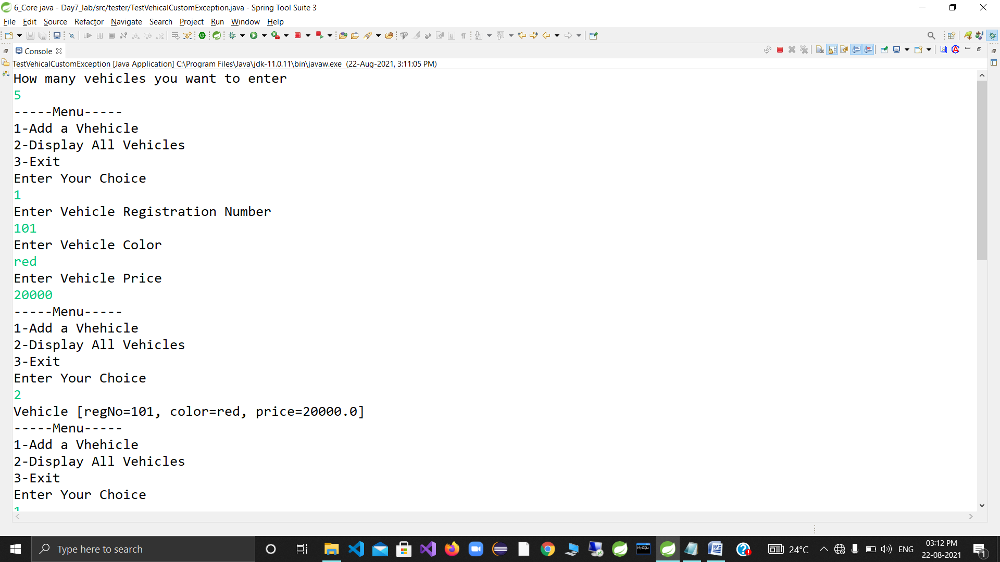 6_Core java - Day7_lab/src/tester/TestVehicalCustomException.java - Spring Tool Suite 3
File Edit Source Refactor Navigate Search Project Run Window Help
Console
TestVehicalCustomException [Java Application] C:\Program Files\Java\jdk-11.0.11\bin\javaw.exe (22-Aug-2021, 3:11:05 PM)
How many vehicles you want to enter
5
-----Menu-----
1-Add a Vhehicle
2-Display All Vehicles
3-Exit
Enter Your Choice
1
Enter Vehicle Registration Number
101
Enter Vehicle Color
red
Enter Vehicle Price
20000
-----Menu-----
1-Add a Vhehicle
2-Display All Vehicles
3-Exit
Enter Your Choice
2
Vehicle [regNo=101, color=red, price=20000.0]
-----Menu-----
1-Add a Vhehicle
2-Display All Vehicles
3-Exit
Enter Your Choice
1
Type here to search
MySQL
24°C
ENG
03:12 PM
22-08-2021
1